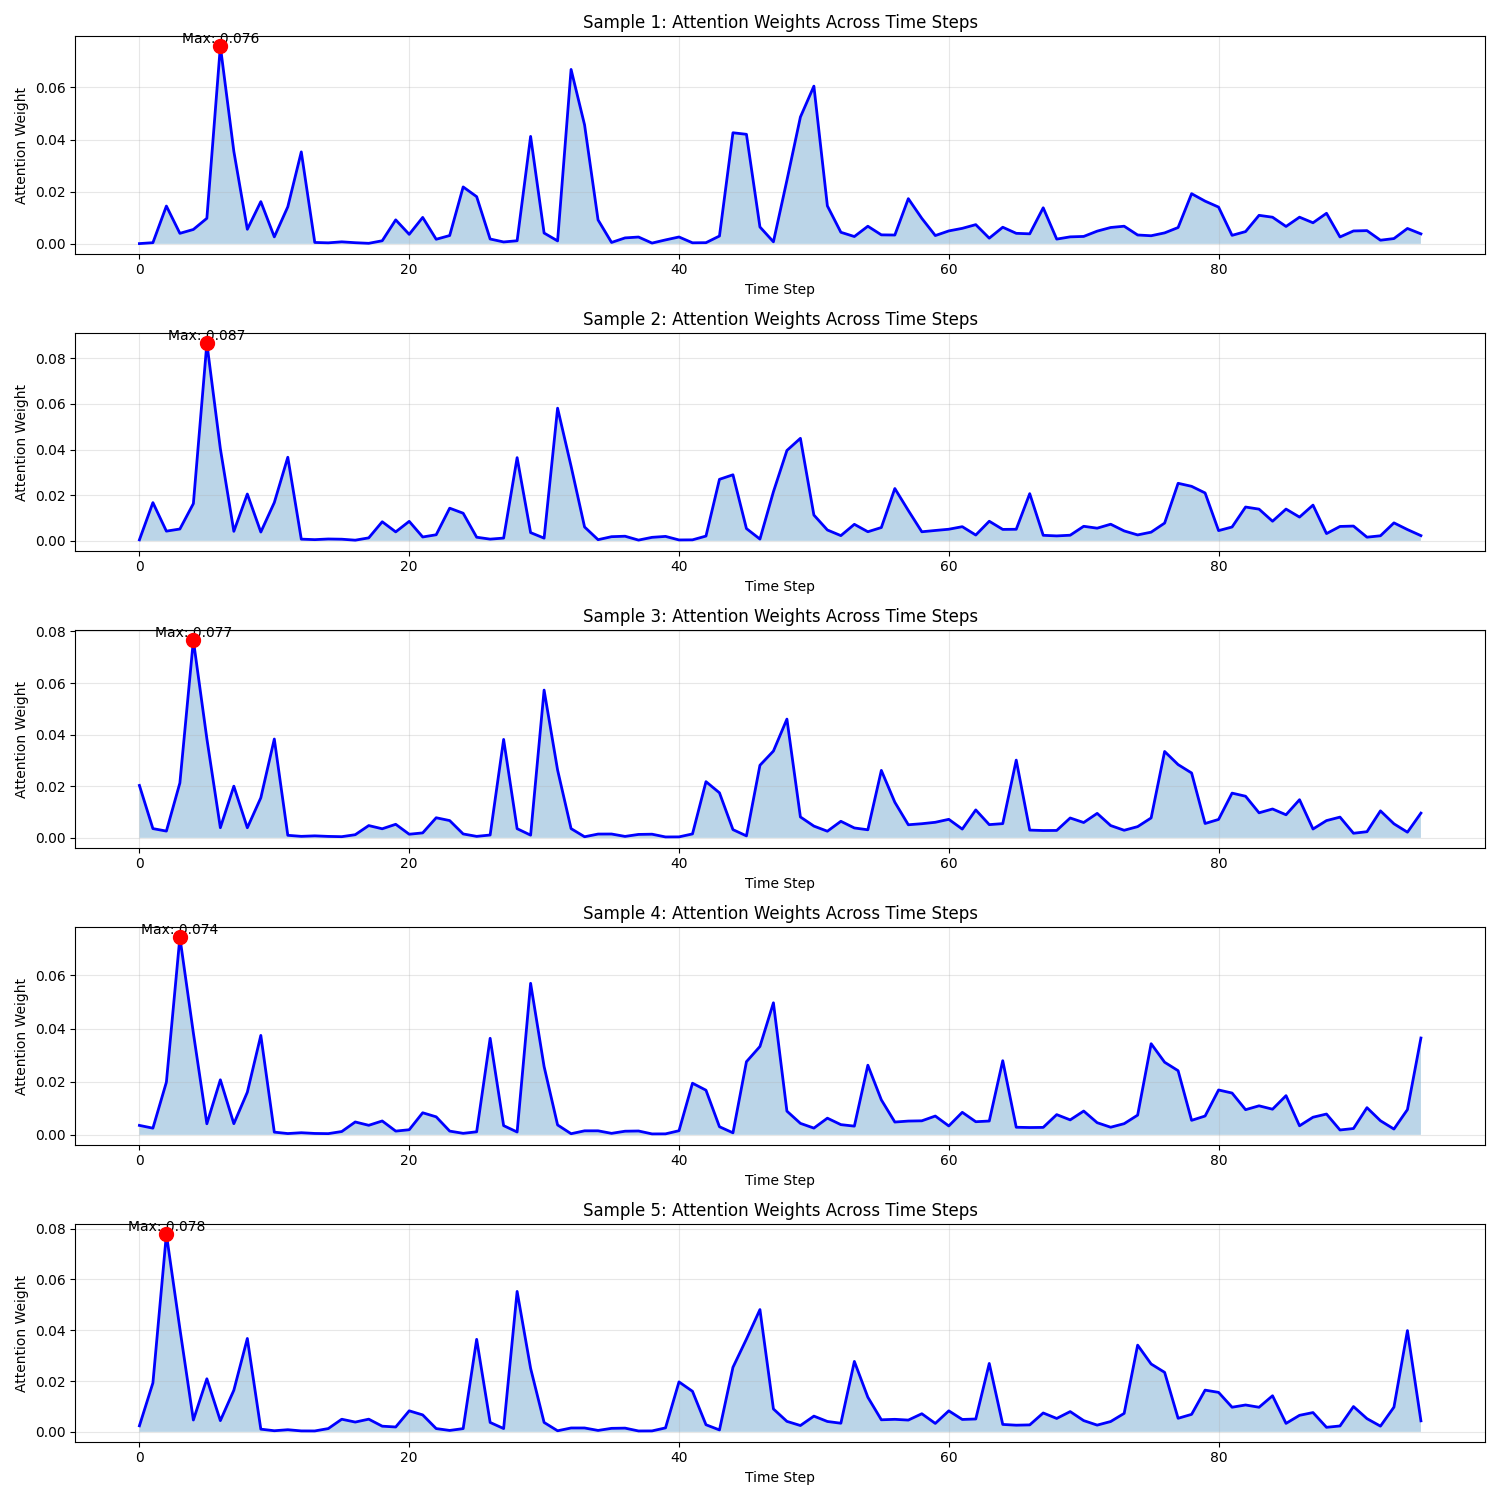 Sample 1: Attention Weights Across Time Steps
Max: 0.076
0.06
0.04
0.02
0.00
Attention Weight
0
20
40
60
80
Time Step
Sample 2: Attention Weights Across Time Steps
Max: 0.087
0.08
0.06
0.04
0.02
0.00
Attention Weight
0
20
40
60
80
Time Step
Sample 3: Attention Weights Across Time Steps
Max: 0.077
0.08
0.06
0.04
0.02
0.00
Attention Weight
0
20
40
60
80
Time Step
Sample 4: Attention Weights Across Time Steps
Max: 0.074
0.06
0.04
0.02
0.00
Attention Weight
0
20
40
60
80
Time Step
Sample 5: Attention Weights Across Time Steps
Max: 0.078
0.08
0.06
0.04
0.02
0.00
Attention Weight
0
20
40
60
80
Time Step